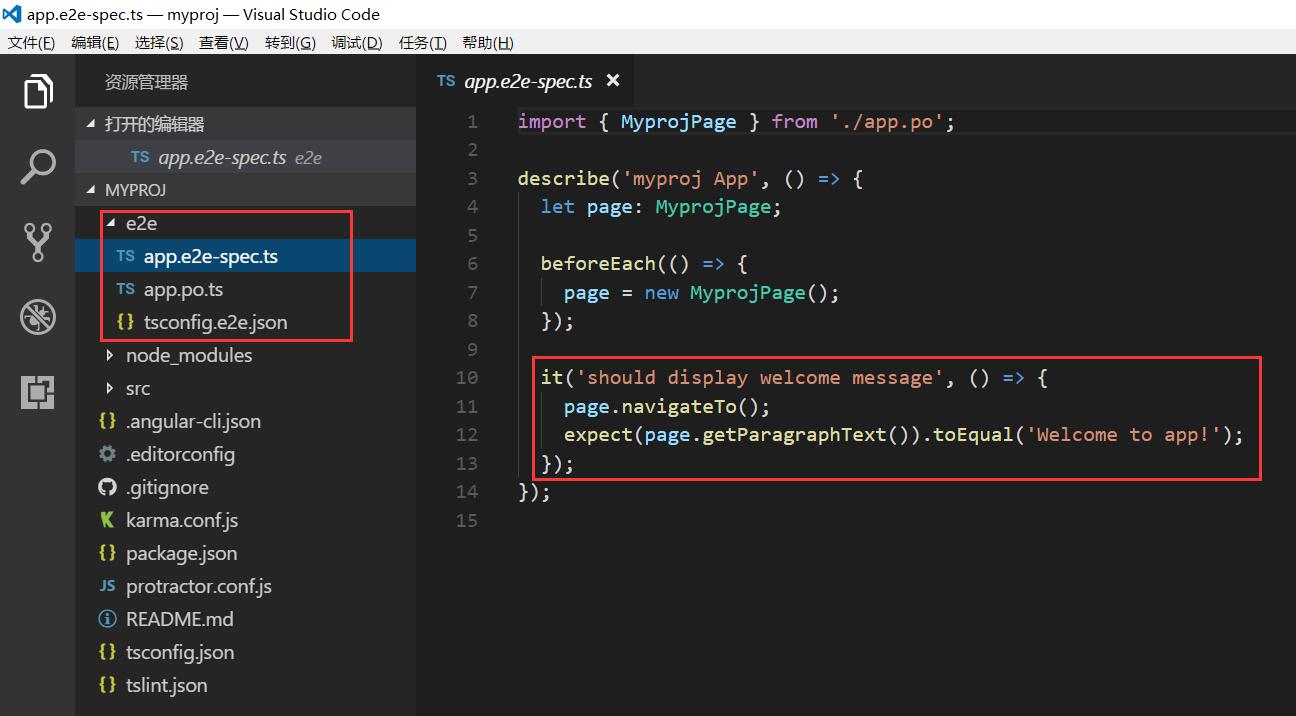 app.e2e-spec.ts — myproj — Visual Studio Code
文件(F) 编辑(E) 选择(S) 查看(V) 转到(G) 调试(D) 任务(T) 帮助(H)
资源管理器
打开的编辑器
TS app.e2e-spec.ts e2e
MYPROJ
e2e
TS app.e2e-spec.ts
TS app.po.ts
{} tsconfig.e2e.json
node_modules
src
{} .angular-cli.json
.editorconfig
.gitignore
karma.conf.js
{} package.json
JS protractor.conf.js
README.md
{} tsconfig.json
{} tslint.json
TS app.e2e-spec.ts ×
1 import { MyprojPage } from './app.po';
2
3 describe('myproj App', () => {
4 let page: MyprojPage;
5
6 beforeEach(() => {
7 page = new MyprojPage();
8 });
9
10 it('should display welcome message', () => {
11 page.navigateTo();
12 expect(page.getParagraphText()).toEqual('Welcome to app!');
13 });
14 });
15